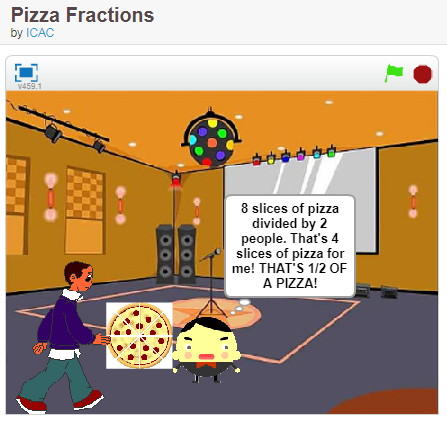 Pizza Fractions
by ICAC
v459.1
8 slices of pizza
divided by 2
people. That's 4
slices of pizza for
me! THAT'S 1/2 OF
A PIZZA!